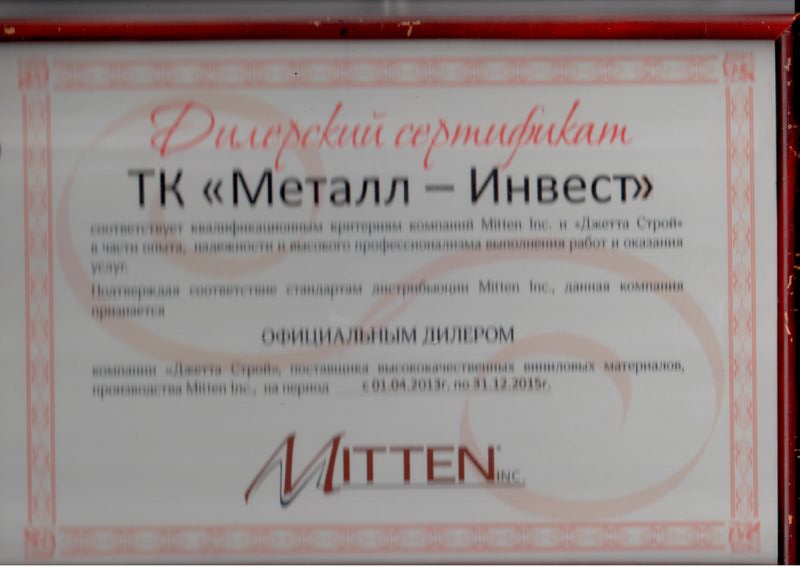 Дилерский сертификат
ТК «Металл – Инвест»
соответствует квалификационным критериям компаний Mitten Inc. и «Джетта Строй»
в части опыта, надежности и высокого профессионализма выполнения работ и оказания
услуг.
Подтверждая соответствие стандартам дистрибьюции Mitten Inc., данная компания
признается
ОФИЦИАЛЬНЫМ ДИЛЕРОМ
компании «Джетта Строй», поставщика высококачественных виниловых материалов,
производства Mitten Inc., на период с 01.04.2013г. по 31.12.2015г.
MITTEN INC.